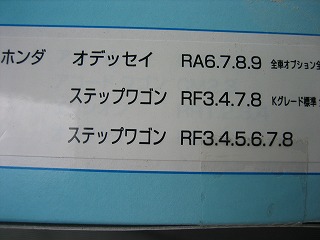 ホンダ オデッセイ RA6.7.8.9 全車オプション全
ステップワゴン RF3.4.7.8 Kグレード標準
ステップワゴン RF3.4.5.6.7.8